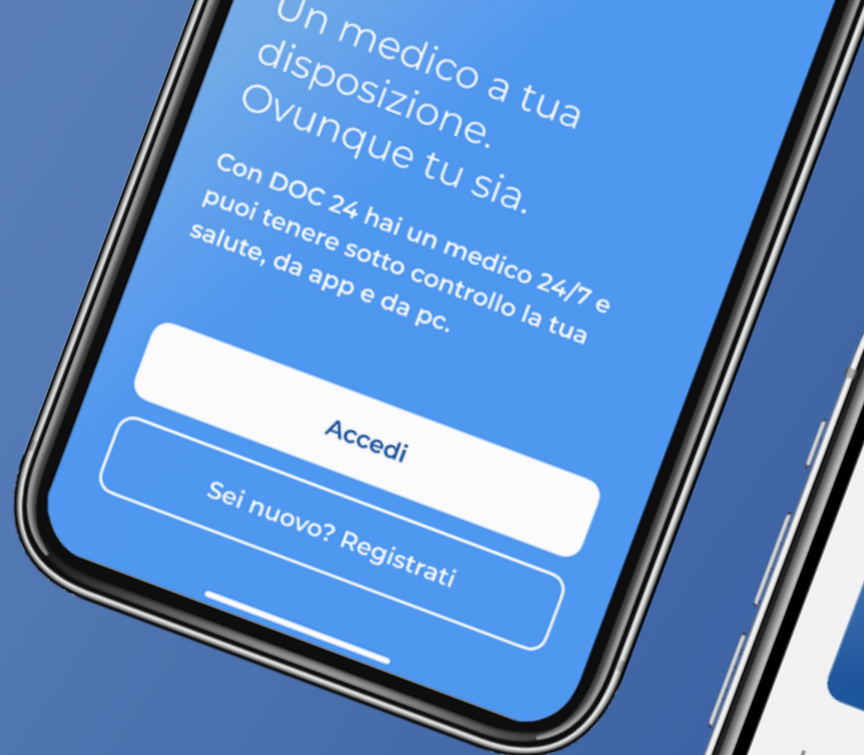 Un medico a tua
disposizione.
Ovunque tu sia.
Con DOC 24 hai un medico 24/7 e
puoi tenere sotto controllo la tua
salute, da app e da pc.
Accedi
Sei nuovo? Registrati